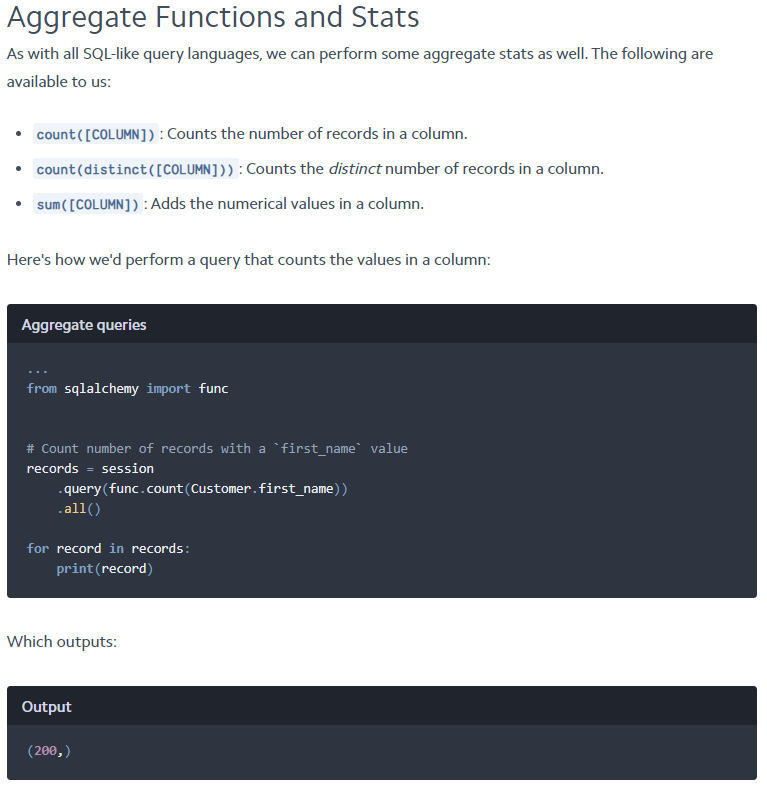 Aggregate Functions and Stats
As with all SQL-like query languages, we can perform some aggregate stats as well. The following are
available to us:
• count([COLUMN]): Counts the number of records in a column.
• count(distinct([COLUMN])): Counts the distinct number of records in a column.
• sum([COLUMN]): Adds the numerical values in a column.
Here's how we'd perform a query that counts the values in a column:
Aggregate queries
...
from sqlalchemy import func
# Count number of records with a `first_name` value
records = session
    .query(func.count(Customer.first_name))
    .all()
for record in records:
    print(record)
Which outputs:
Output
(200,)